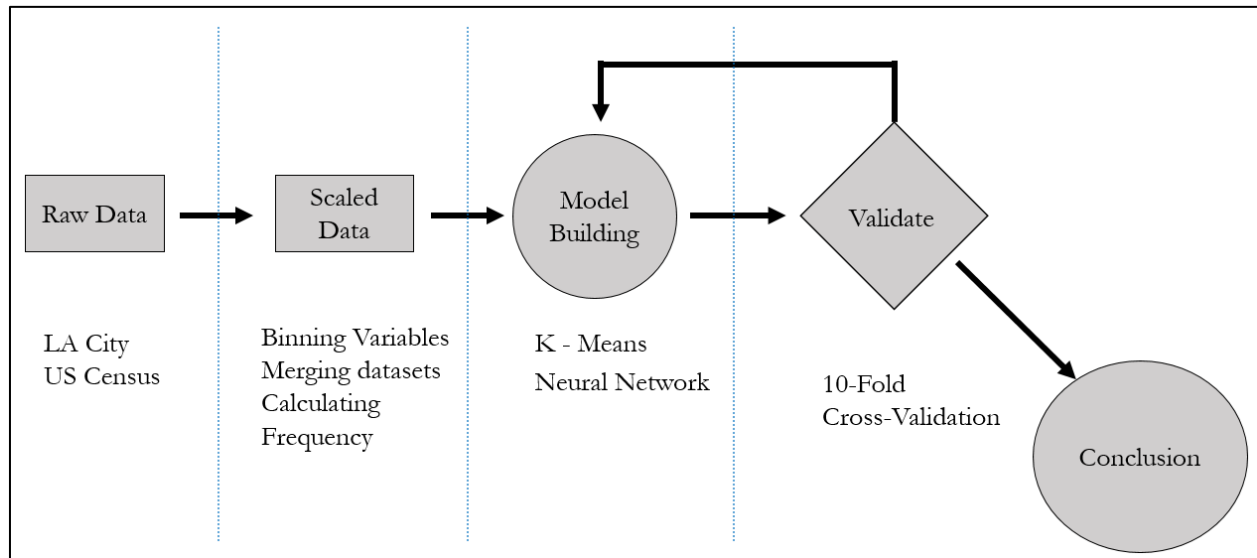 Raw Data
LA City
US Census
Scaled
Data
Binning Variables
Merging datasets
Calculating
Frequency
Model
Building
K - Means
Neural Network
Validate
10-Fold
Cross-Validation
Conclusion